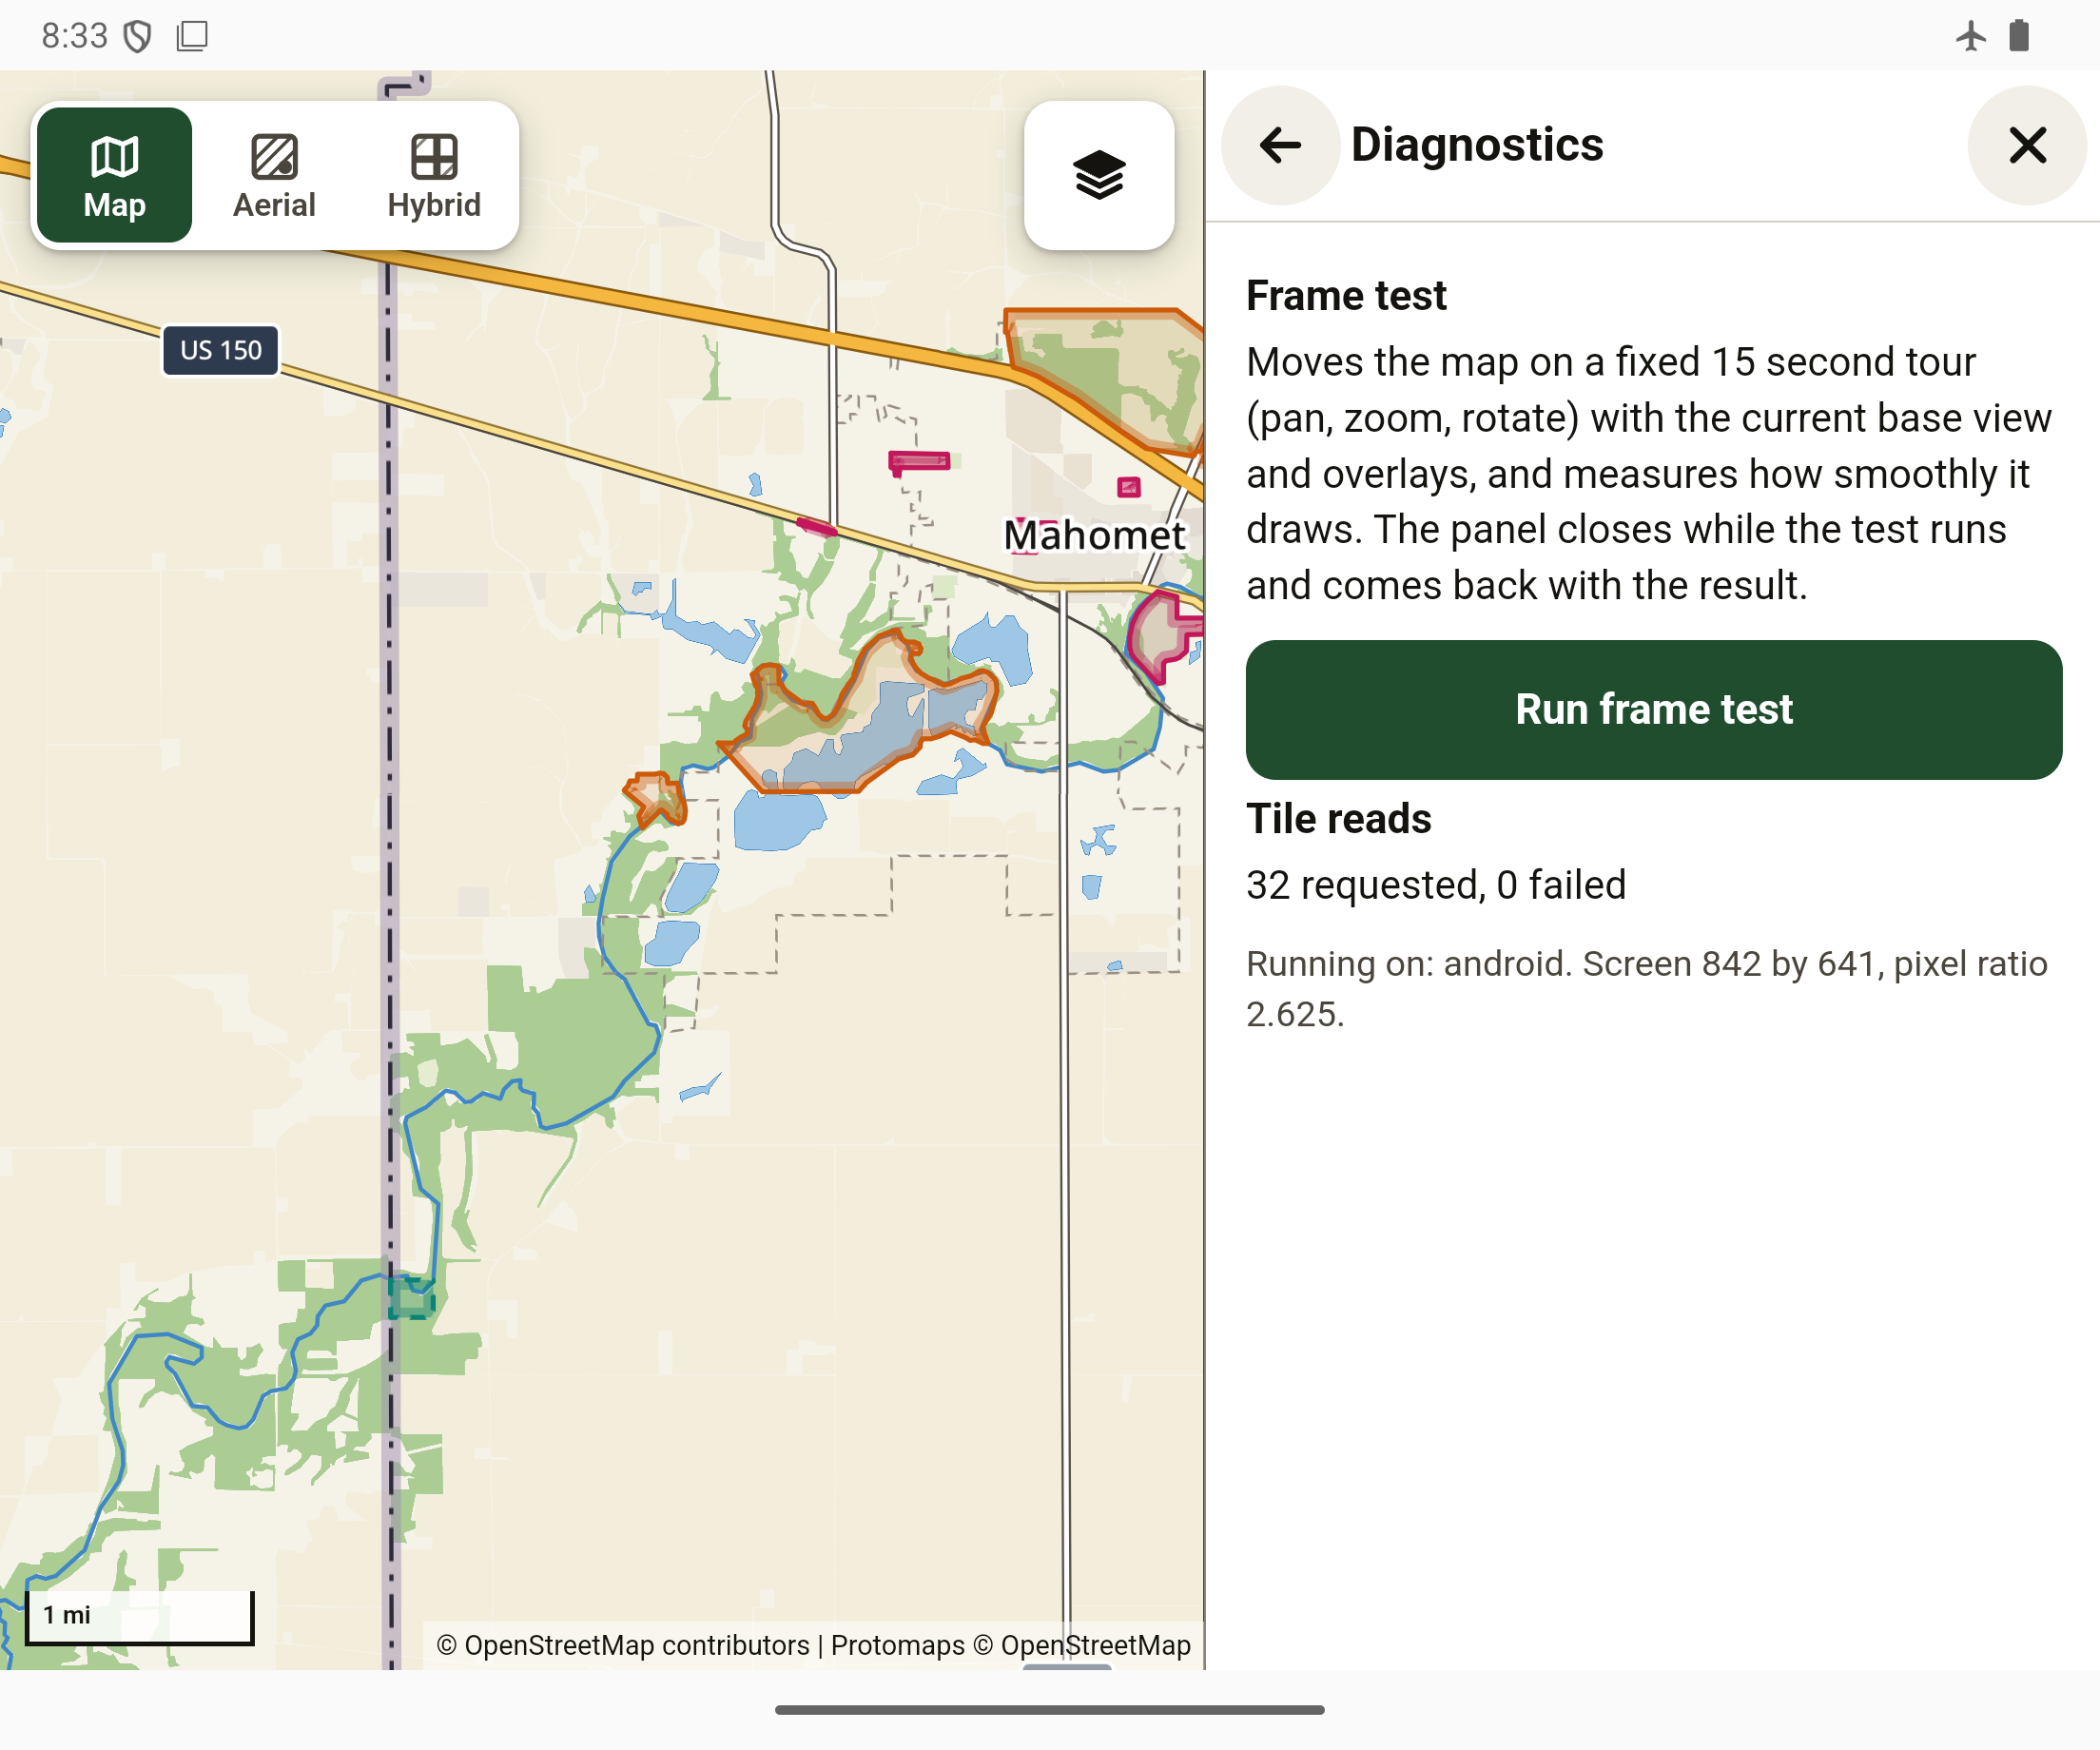 8:33
Map
Aerial
Hybrid
US 150
Mahomet
1 mi
© OpenStreetMap contributors | Protomaps © OpenStreetMap
Diagnostics
Frame test
Moves the map on a fixed 15 second tour
(pan, zoom, rotate) with the current base view
and overlays, and measures how smoothly it
draws. The panel closes while the test runs
and comes back with the result.
Run frame test
Tile reads
32 requested, 0 failed
Running on: android. Screen 842 by 641, pixel ratio
2.625.